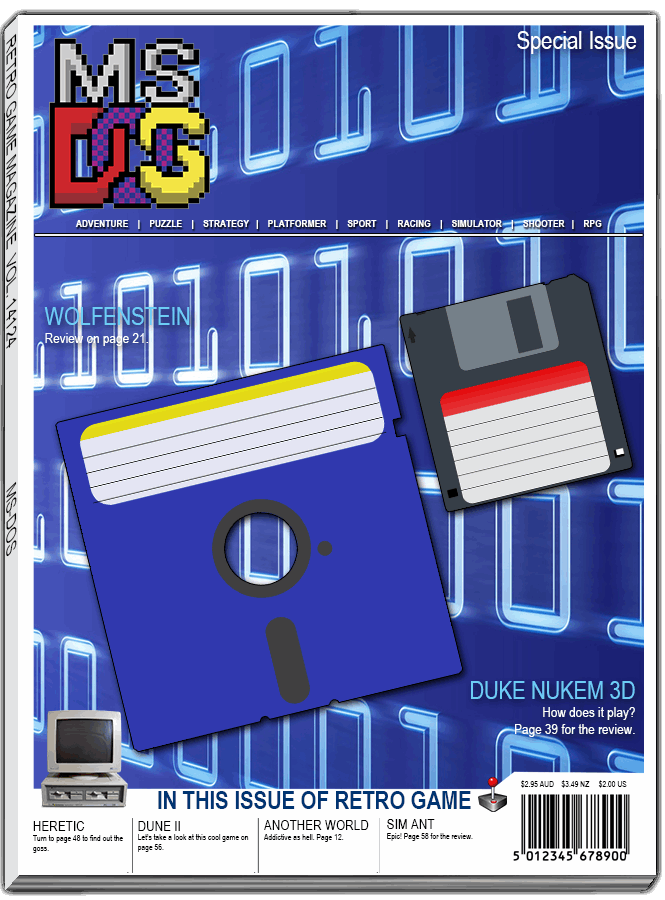 Special Issue
MS
DOS
ADVENTURE | PUZZLE | STRATEGY | PLATFORMER | SPORT | RACING | SIMULATOR | SHOOTER | RPG
RETRO GAME MAGAZINE VOL. 14124
MS-DOS
WOLFENSTEIN
Review on page 21.
DUKE NUKEM 3D
How does it play?
Page 39 for the review.
IN THIS ISSUE OF RETRO GAME
$2.95 AUD $3.49 NZ $2.00 US
HERETIC
Turn to page 48 to find out the
goss.
DUNE II
Let's take a look at this cool game on
page 56.
ANOTHER WORLD
Addictive as hell. Page 12.
SIM ANT
Epic! Page 58 for the review.
5 012345 678900